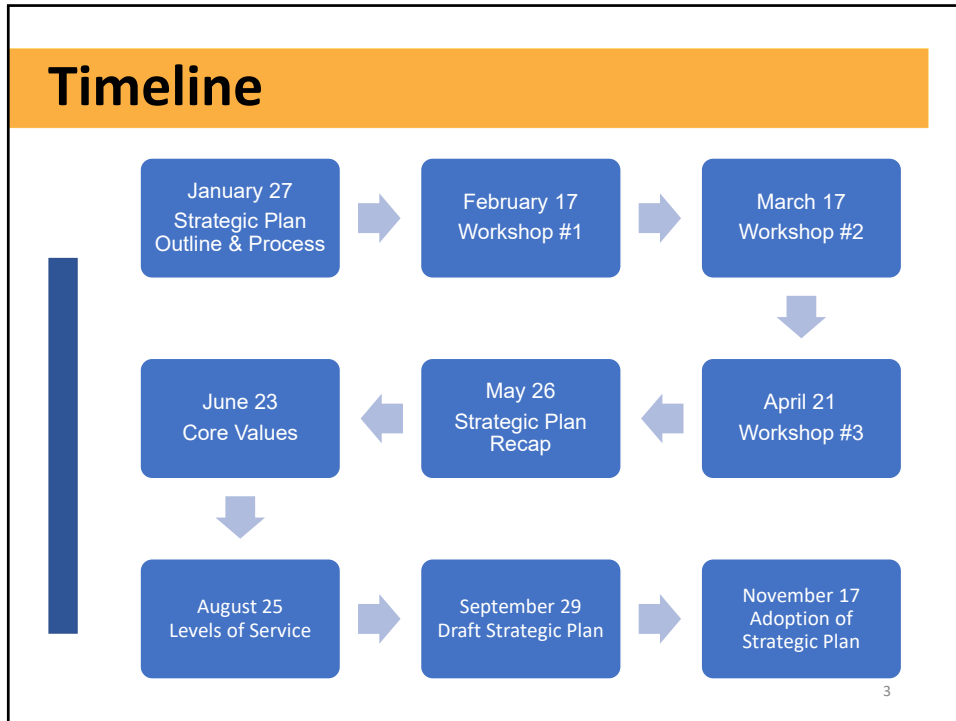 Timeline
January 27
Strategic Plan
Outline & Process
February 17
Workshop #1
March 17
Workshop #2
April 21
Workshop #3
May 26
Strategic Plan
Recap
June 23
Core Values
August 25
Levels of Service
September 29
Draft Strategic Plan
November 17
Adoption of
Strategic Plan
3